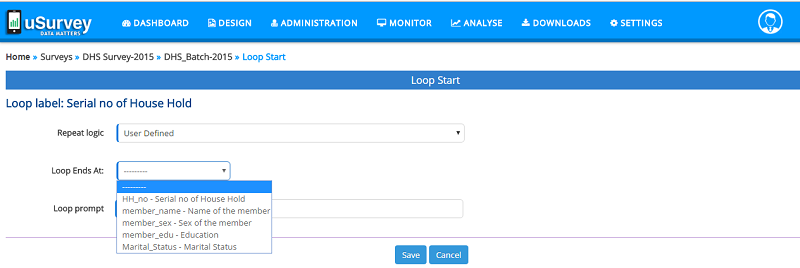 uSurvey
DATA MATTERS
DASHBOARD DESIGN ADMINISTRATION MONITOR ANALYSE DOWNLOADS SETTINGS
Home » Surveys » DHS Survey-2015 » DHS_Batch-2015 » Loop Start
Loop Start
Loop label: Serial no of House Hold
Repeat logic User Defined
Loop Ends At: ---------
---------
HH_no - Serial no of House Hold
Loop prompt member_name - Name of the member
member_sex - Sex of the member
member_edu - Education
Marital_Status - Marital Status
Save Cancel